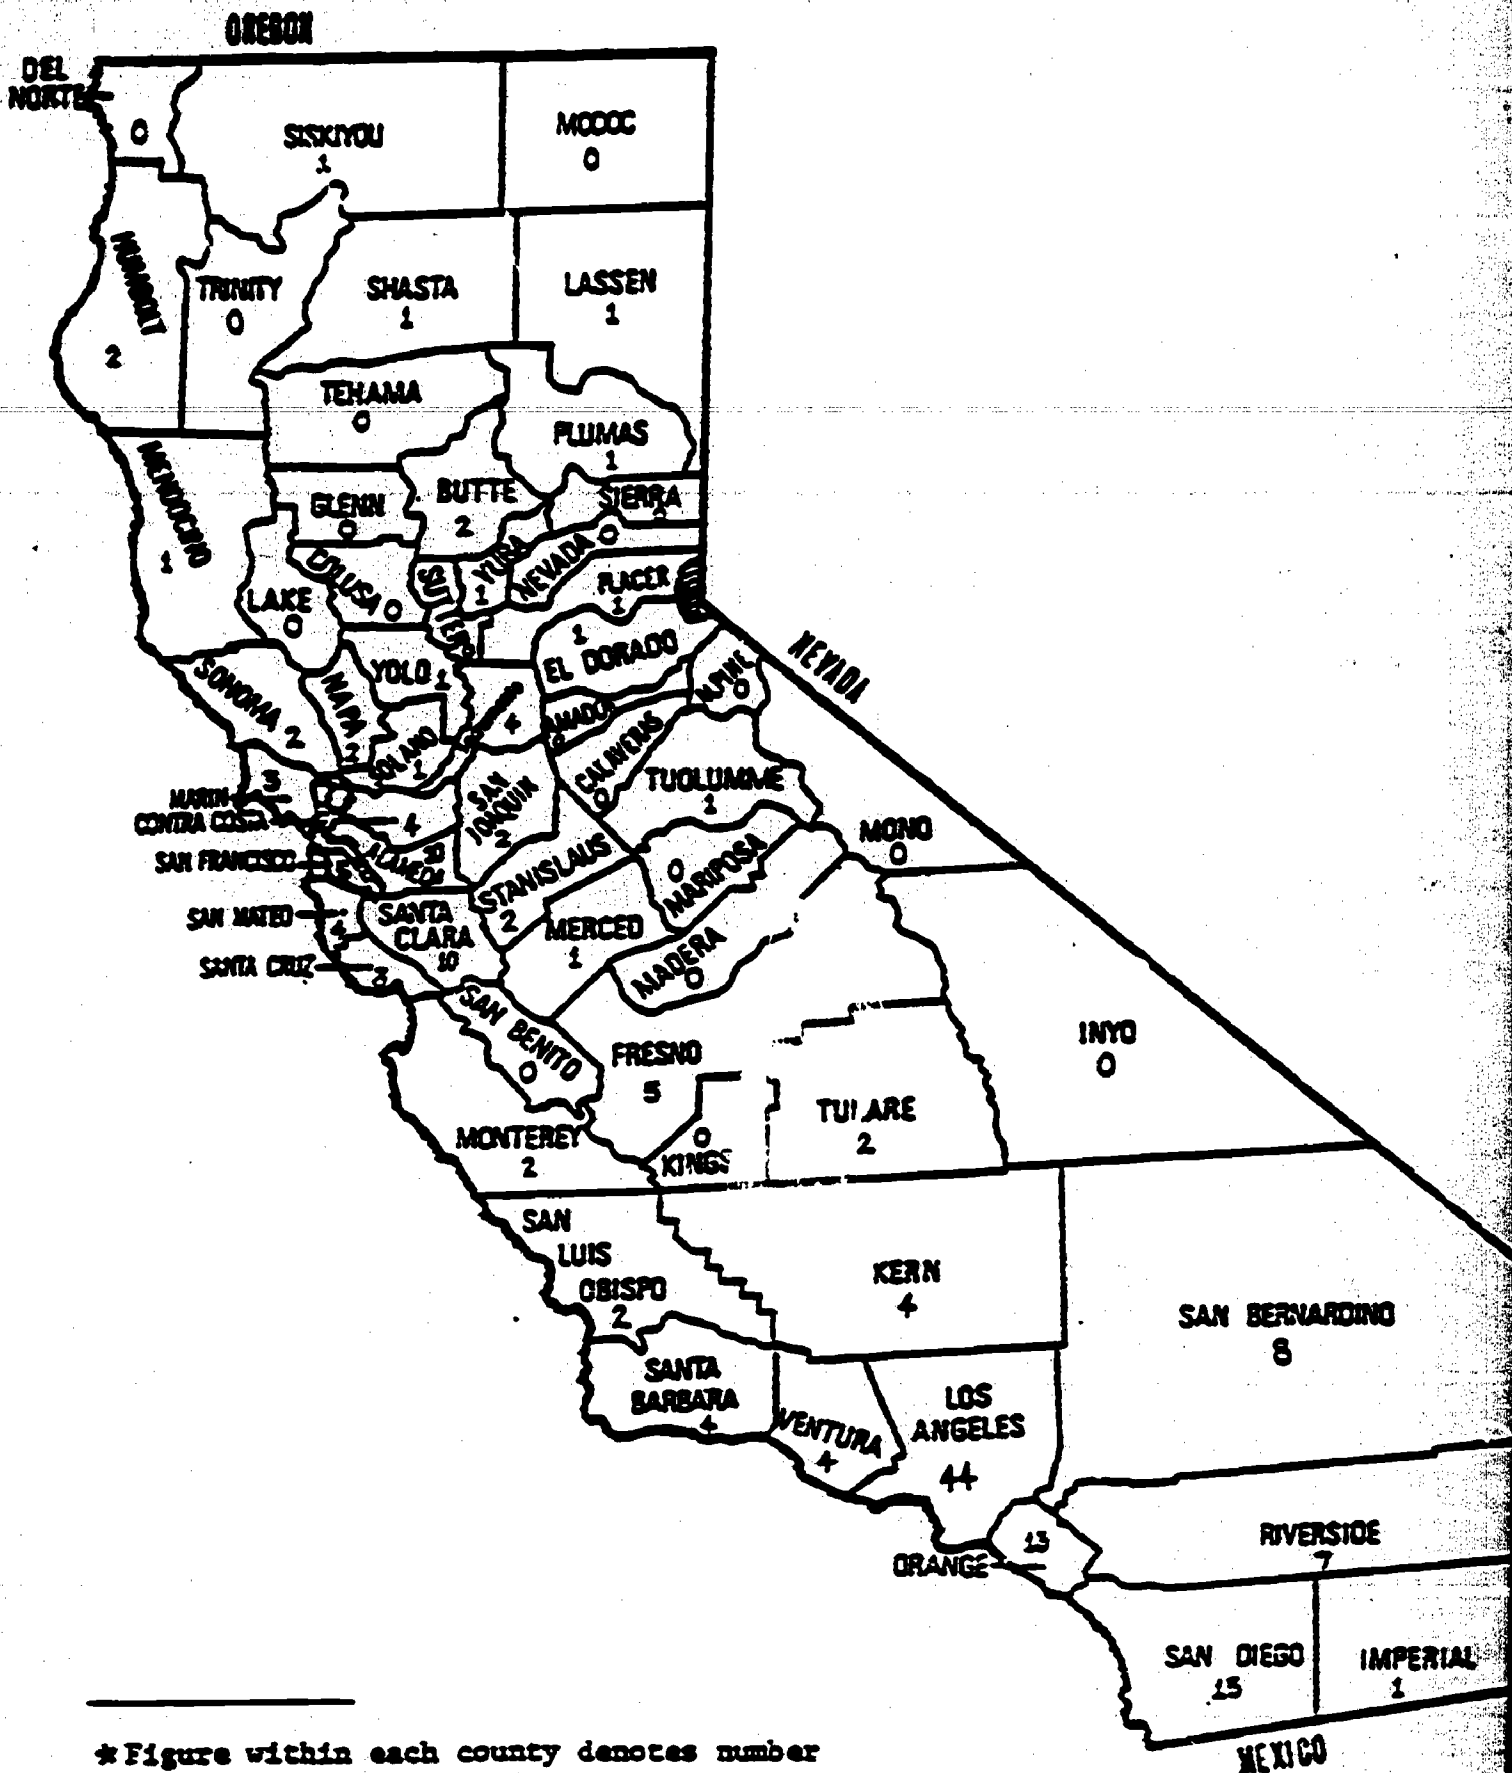 OREGON
DEL
NORTE
0
SISKIYOU
1
MODOC
0
HUMBOLT
2
TRINITY
0
SHASTA
1
LASSEN
1
TEHAMA
0
PLUMAS
1
MENDOCINO
1
GLENN
0
BUTTE
2
SIERRA
LAKE
0
COLUSA
0
SUTTER
YUBA
1
NEVADA
0
PLACER
1
SONOMA
2
NAPA
2
YOLO 1
SOLANO
1
4
1
EL DORADO
AMADOR
0
ALPINE
0
NEVADA
CALAVERAS
0
TUOLUMME
1
MONO
0
MARIN
3
CONTRA COSTA
4
SAN FRANCISCO
ALAMEDA
SAN
JOAQUIN
2
STANISLAUS
2
0
MARIPOSA
SAN MATEO
4
SANTA
CLARA
10
MERCED
1
MADERA
0
SANTA CRUZ
3
SAN BENITO
0
FRESNO
5
INYO
0
MONTEREY
2
0
KINGS
TULARE
2
SAN
LUIS
OBISPO
2
KERN
4
SAN BERNARDINO
8
SANTA
BARBARA
4
VENTURA
4
LOS
ANGELES
44
ORANGE
13
RIVERSIDE
7
SAN DIEGO
13
IMPERIAL
1
MEXICO
*Figure within each county denotes number